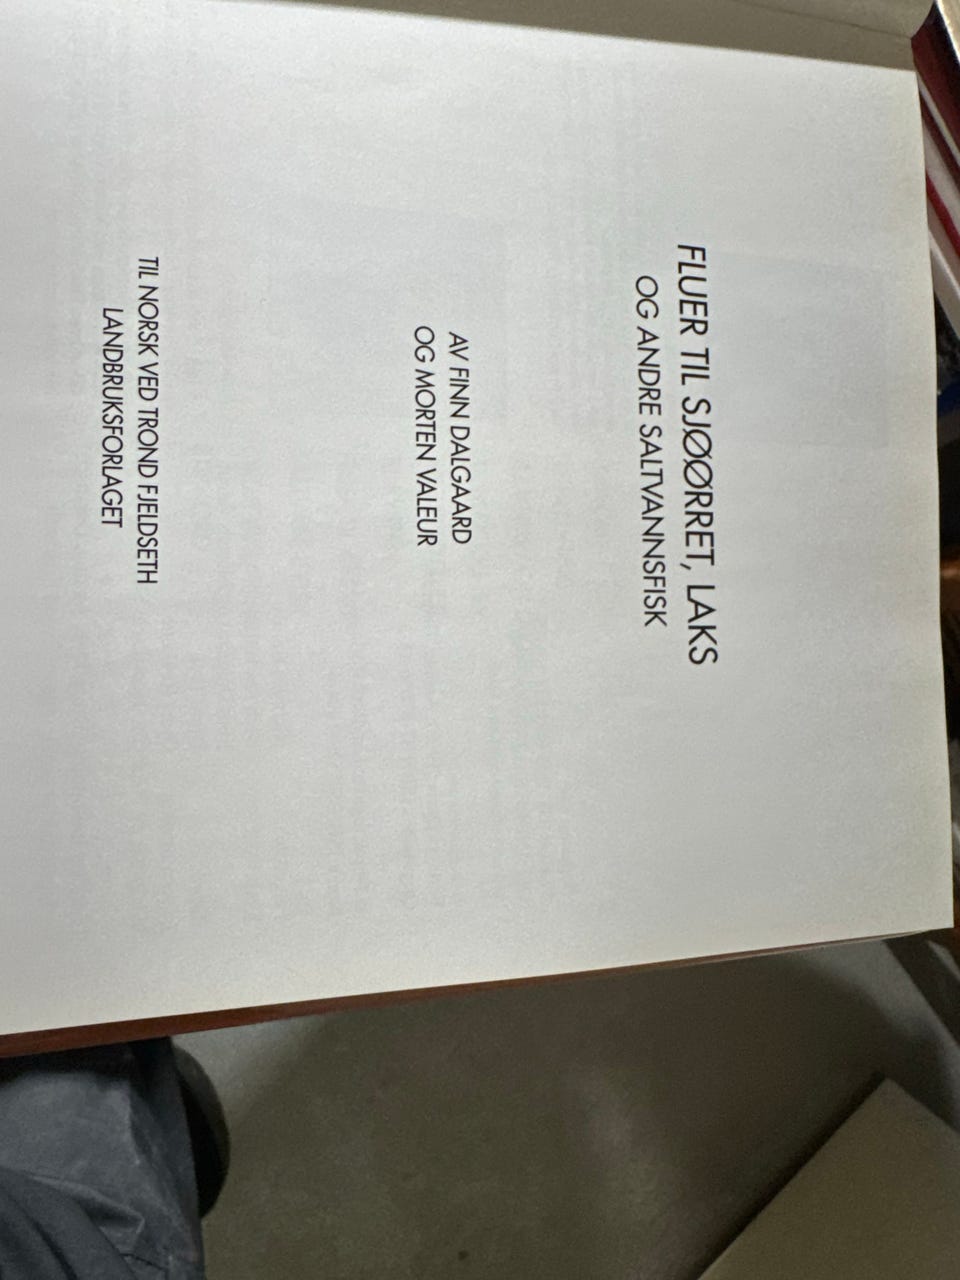 FLUER TIL SJØØRRET, LAKS
OG ANDRE SALTVANNSFISK
AV FINN DALGAARD
OG MORTEN VALEUR
TIL NORSK VED TROND FJELDSETH
LANDBRUKSFORLAGET